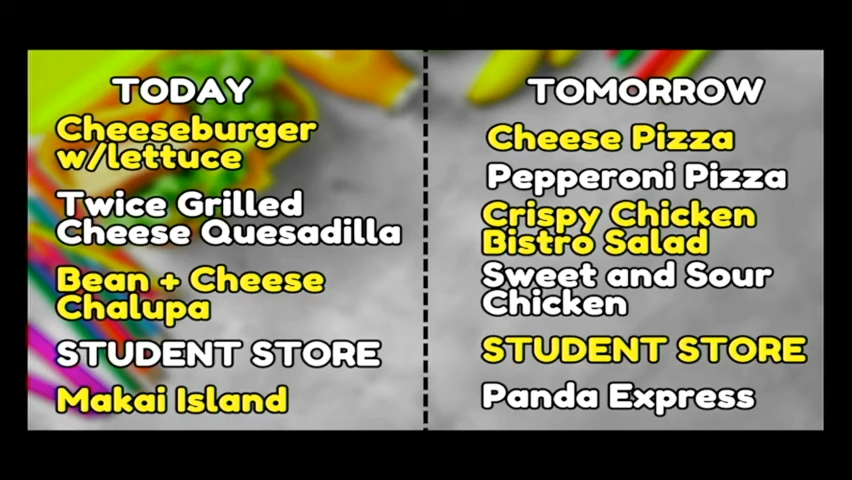 TODAY
Cheeseburger
w/lettuce
Twice Grilled
Cheese Quesadilla
Bean + Cheese
Chalupa
STUDENT STORE
Makai Island
TOMORROW
Cheese Pizza
Pepperoni Pizza
Crispy Chicken
Bistro Salad
Sweet and Sour
Chicken
STUDENT STORE
Panda Express